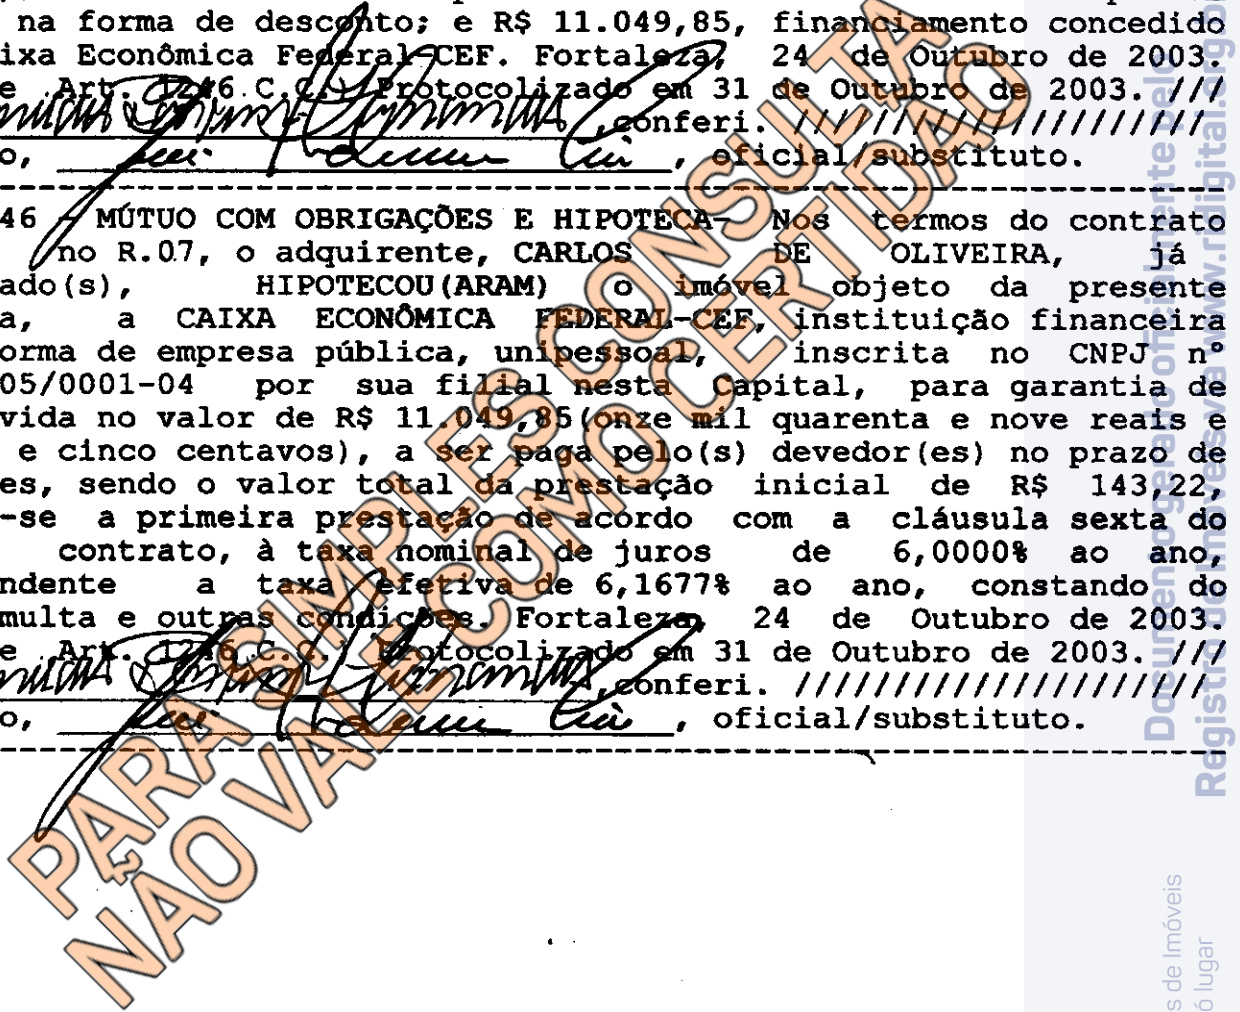 na forma de desconto; e R$ 11.049,85, financiamento concedido
ixa Econômica Federal-CEF. Fortaleza, 24 de Outubro de 2003.
e Art. 1246 C.C. Protocolizado em 31 de Outubro de 2003. ///
,conferi. /////////////////////
o, , oficial/substituto.
46 - MÚTUO COM OBRIGAÇÕES E HIPOTECA- Nos termos do contrato
no R.07, o adquirente, CARLOS DE OLIVEIRA, já
ado(s), HIPOTECOU(ARAM) o imóvel objeto da presente
a, a CAIXA ECONÔMICA FEDERAL-CEF, instituição financeira
orma de empresa pública, unipessoal, inscrita no CNPJ nº
05/0001-04 por sua filial nesta Capital, para garantia de
vida no valor de R$ 11.049,85(onze mil quarenta e nove reais e
e cinco centavos), a ser paga pelo(s) devedor(es) no prazo de
es, sendo o valor total da prestação inicial de R$ 143,22,
-se a primeira prestação de acordo com a cláusula sexta do
contrato, à taxa nominal de juros de 6,0000% ao ano,
ndente a taxa efetiva de 6,1677% ao ano, constando do
multa e outras condições. Fortaleza, 24 de Outubro de 2003.
e Art. 1246 C.C. Protocolizado em 31 de Outubro de 2003. ///
,conferi. /////////////////////
o, , oficial/substituto.
PARA SIMPLES CONSULTA
NÃO VALE COMO CERTIDÃO
Documento gerado oficialmente pelo
Registro de Imóveis via www.ridigital.org.b
s de Imóveis
ó lugar